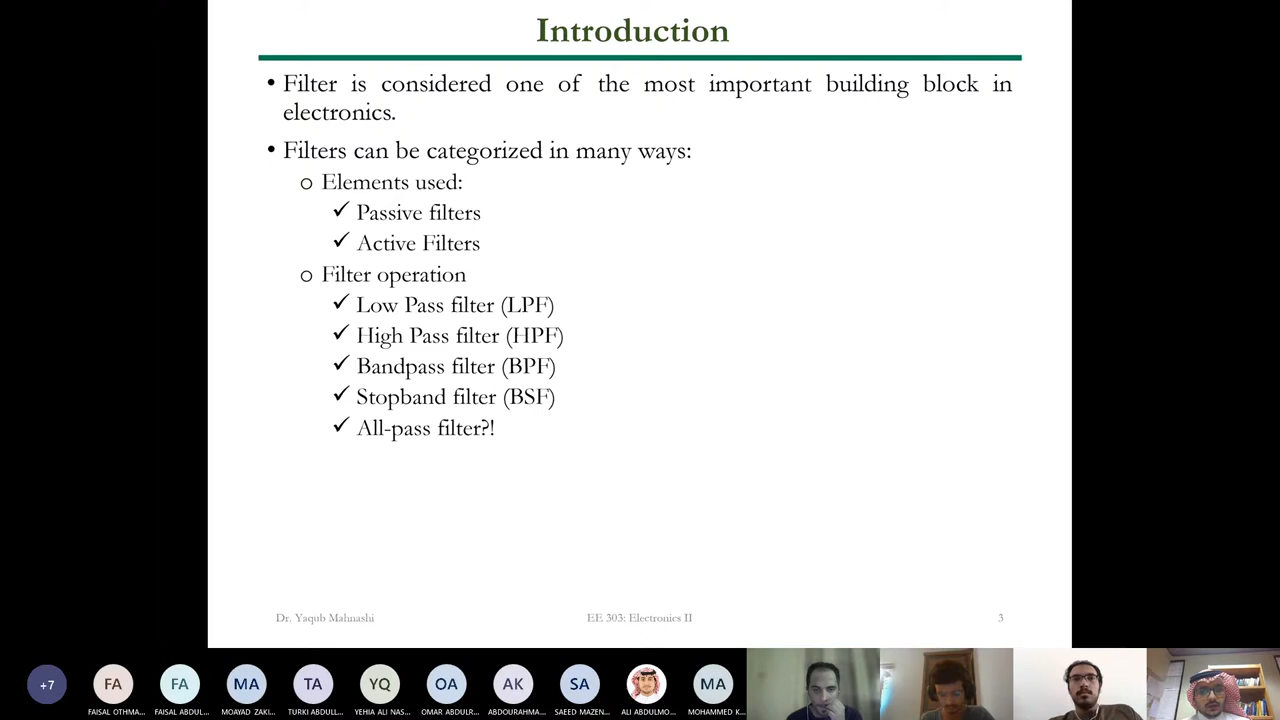 Introduction
• Filter is considered one of the most important building block in
electronics.
• Filters can be categorized in many ways:
o Elements used:
✓ Passive filters
✓ Active Filters
o Filter operation
✓ Low Pass filter (LPF)
✓ High Pass filter (HPF)
✓ Bandpass filter (BPF)
✓ Stopband filter (BSF)
✓ All-pass filter?!
Dr. Yaqub Mahnashi EE 303: Electronics II 3
+7 FA FA MA TA YQ OA AK SA MA
FAISAL OTHMA... FAISAL ABDUL... MOAYAD ZAKI... TURKI ABDULL... YEHIA ALI NAS... OMAR ABDULR... ABDOURAHMA... SAEED MAZEN... ALI ABDULMO... MOHAMMED K...